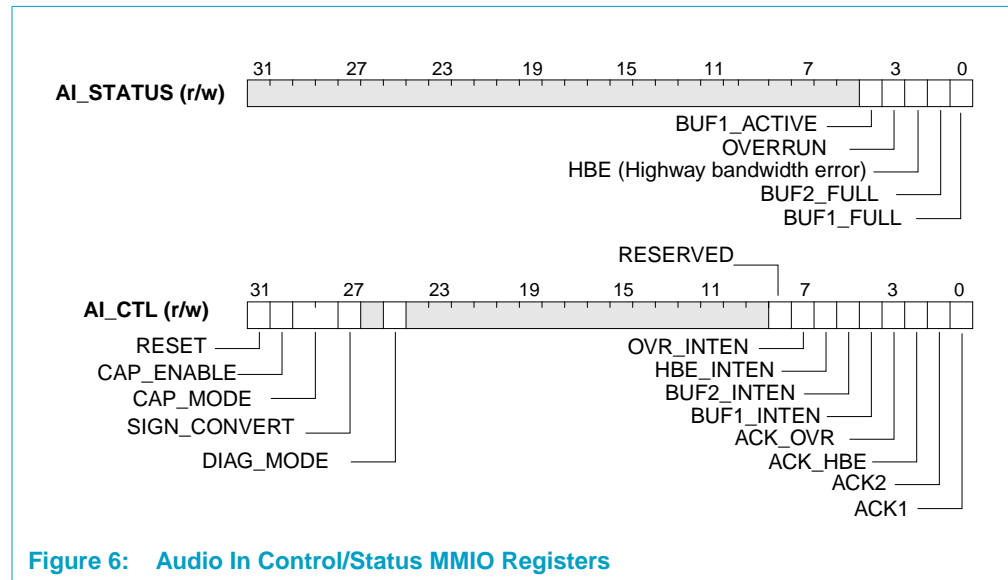 31 27 23 19 15 11 7 3 0
AI_STATUS (r/w)
BUF1_ACTIVE
OVERRUN
HBE (Highway bandwidth error)
BUF2_FULL
BUF1_FULL
RESERVED
31 27 23 19 15 11 7 3 0
AI_CTL (r/w)
RESET OVR_INTEN
CAP_ENABLE HBE_INTEN
CAP_MODE BUF2_INTEN
SIGN_CONVERT BUF1_INTEN
ACK_OVR
DIAG_MODE ACK_HBE
ACK2
ACK1
Figure 6: Audio In Control/Status MMIO Registers